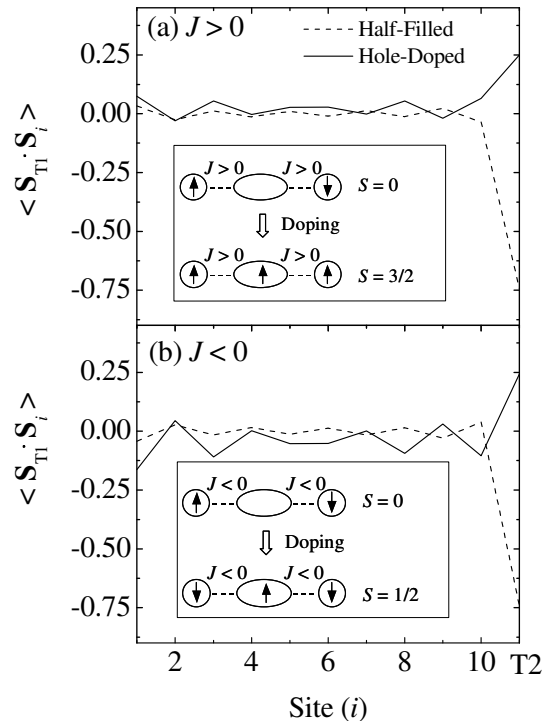 (a) J > 0
Half-Filled
Hole-Doped
0.25
0.00
-0.25
-0.50
-0.75
< S_T1 · S_i >
J > 0 J > 0
S = 0
Doping
J > 0 J > 0
S = 3/2
(b) J < 0
0.25
0.00
-0.25
-0.50
-0.75
< S_T1 · S_i >
J < 0 J < 0
S = 0
Doping
J < 0 J < 0
S = 1/2
2 4 6 8 10 T2
Site (i)